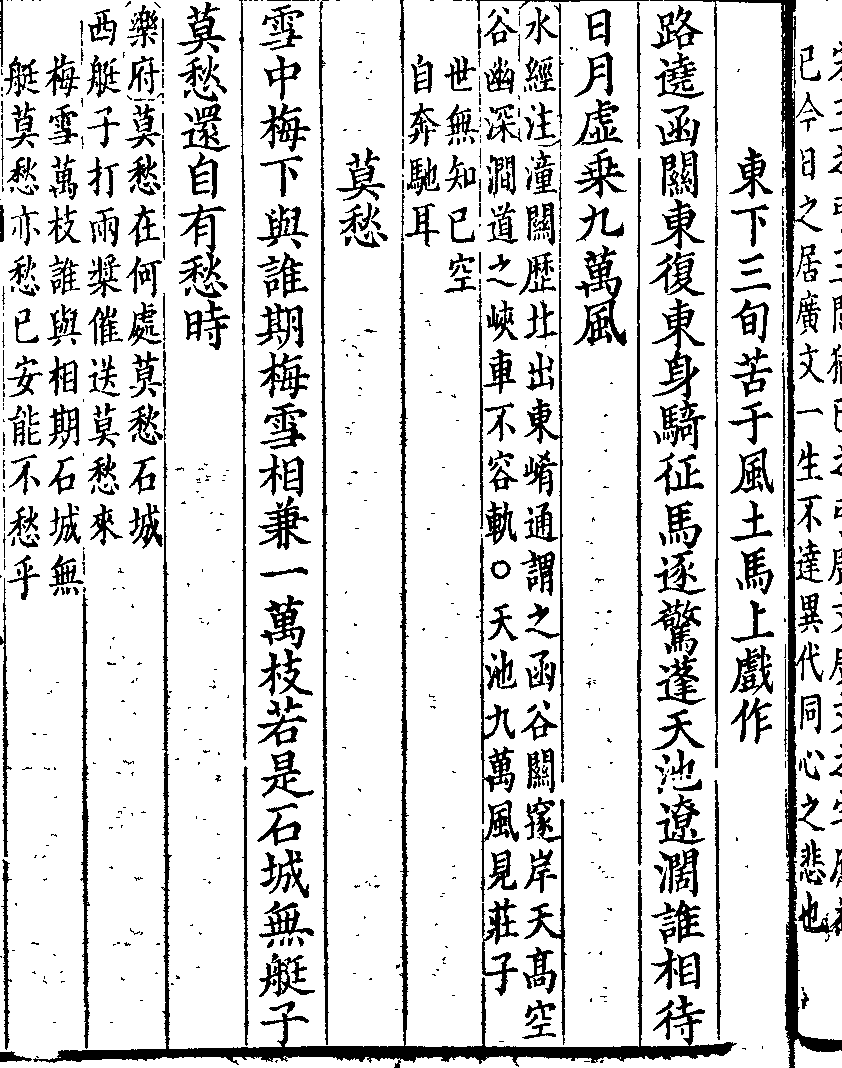 已今日之居廣文一生不達異代同心之悲也
東下三旬苦于風土馬上戲作
路遶函關東復東身騎征馬逐驚蓬天池遼濶誰相待
日月虛乗九萬風
水經注潼關歴北出東崤通謂之函谷關邃岸天髙空
谷幽深澗道之峽車不容軌○天池九萬風見莊子
世無知已空
自奔馳耳
莫愁
雪中梅下與誰期梅雪相兼一萬枝若是石城無艇子
莫愁還自有愁時
樂府莫愁在何處莫愁石城
西艇子打兩槳催送莫愁來
梅雪萬枝誰與相期石城無
艇莫愁亦愁已安能不愁乎